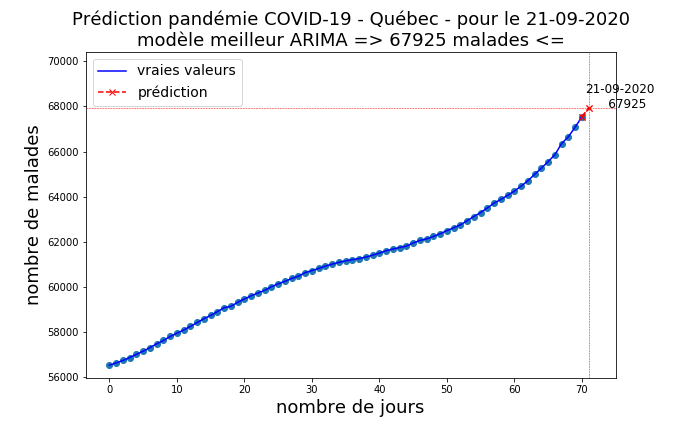 Prédiction pandémie COVID-19 - Québec - pour le 21-09-2020
modèle meilleur ARIMA => 67925 malades <=
70000
68000
66000
64000
62000
60000
58000
56000
nombre de malades
vraies valeurs
prédiction
21-09-2020
67925
0 10 20 30 40 50 60 70
nombre de jours